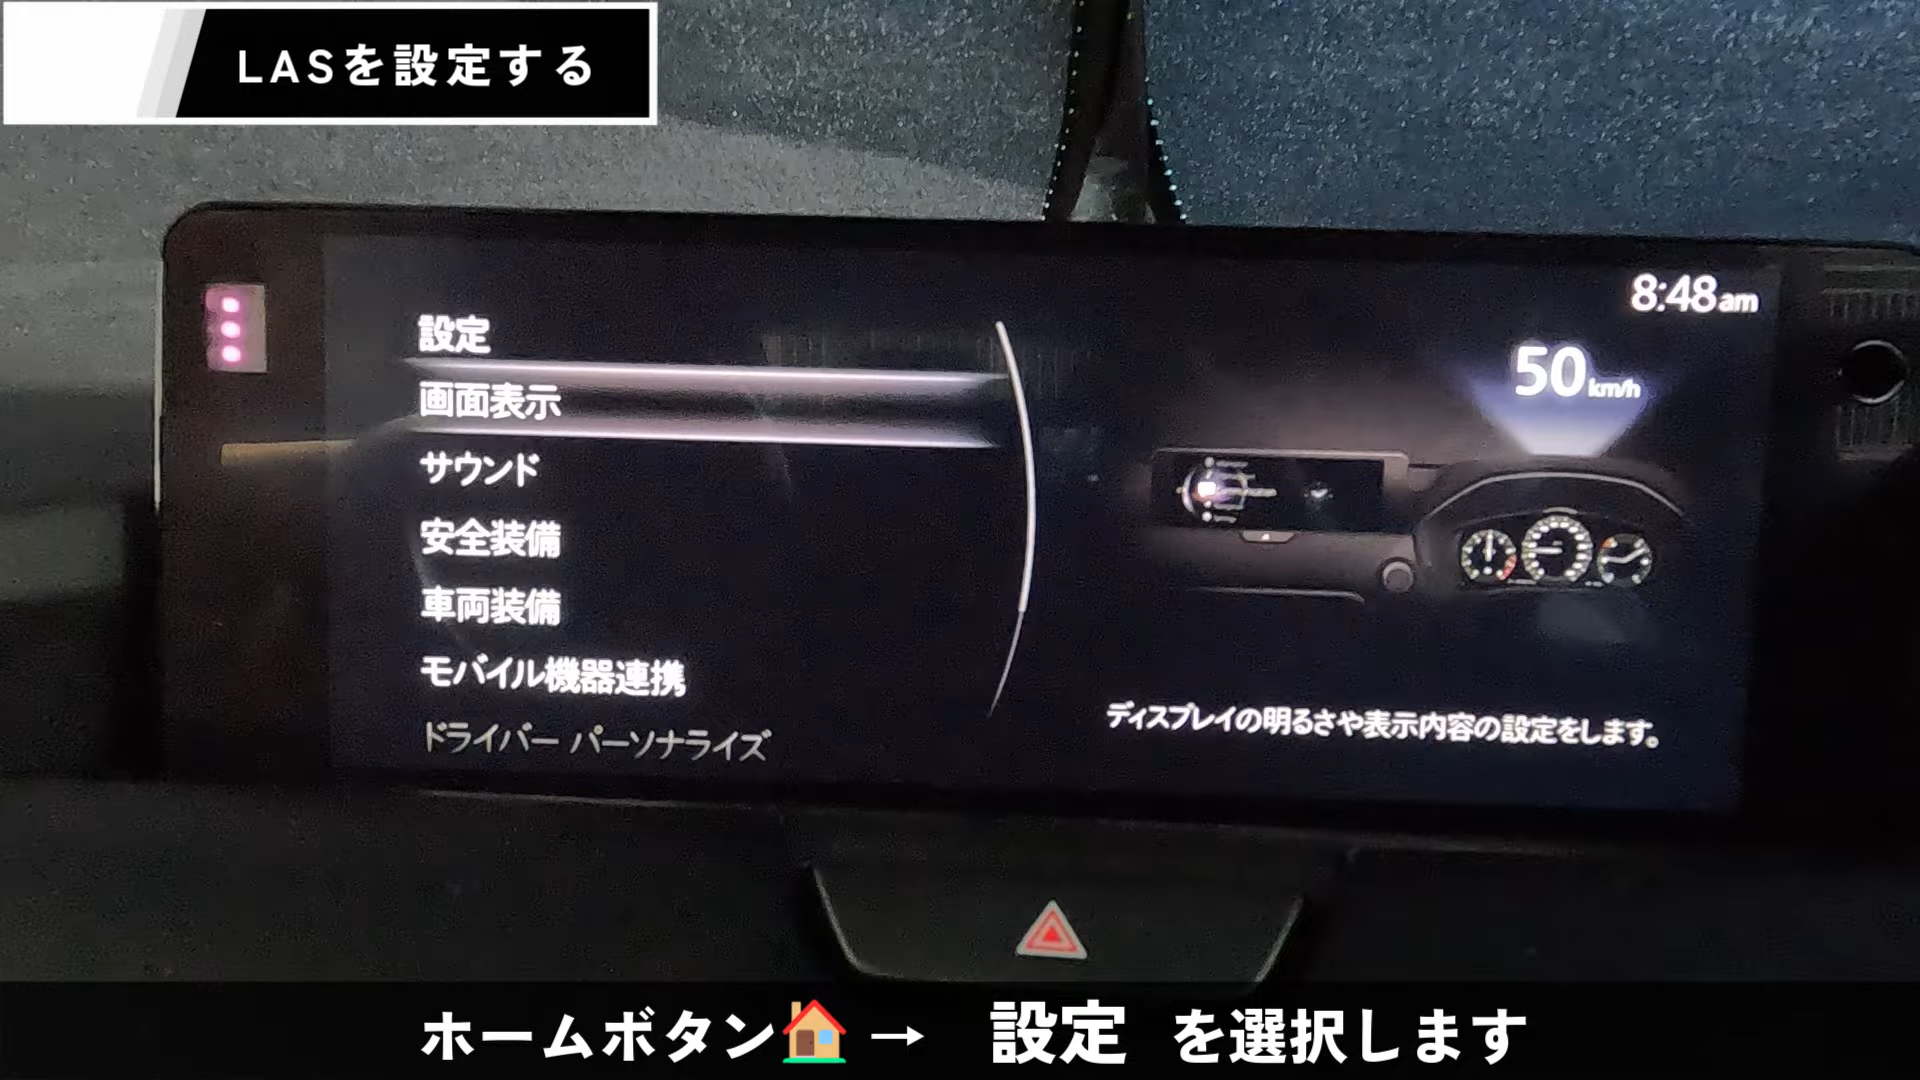 LASを設定する
8:48am
設定
画面表示
サウンド
安全装備
車両装備
モバイル機器連携
ドライバー パーソナライズ
50km/h
ディスプレイの明るさや表示内容の設定をします。
ホームボタン🏠→ 設定 を選択します